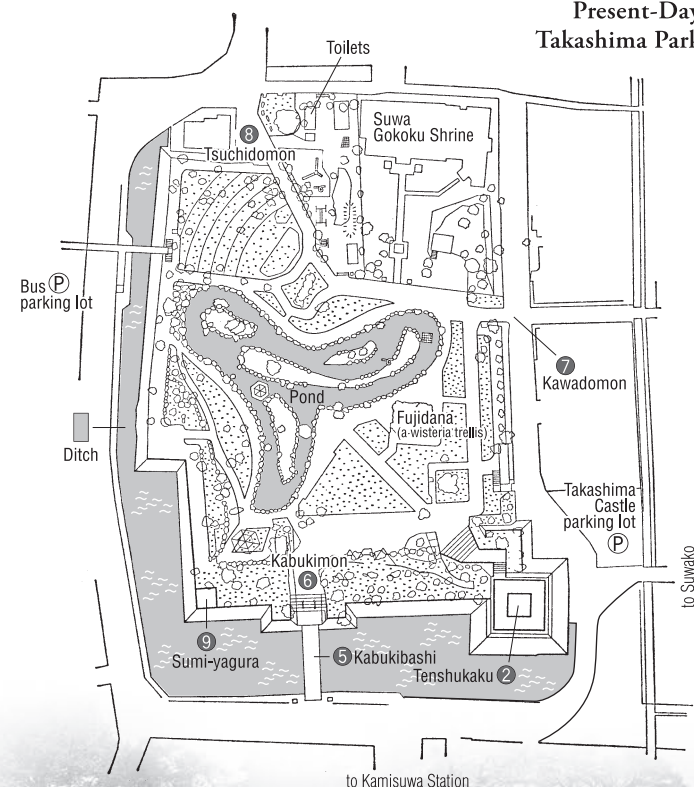 Present-Day
Takashima Park
Toilets
Suwa
Gokoku Shrine
8
Tsuchidomon
Bus P
parking lot
7
Kawadomon
Pond
Fujidana
(a-wisteria trellis)
Ditch
Takashima
Castle
parking lot
P
to Suwako
Kabukimon
6
9
Sumi-yagura
5 Kabukibashi
Tenshukaku 2
to Kamisuwa Station